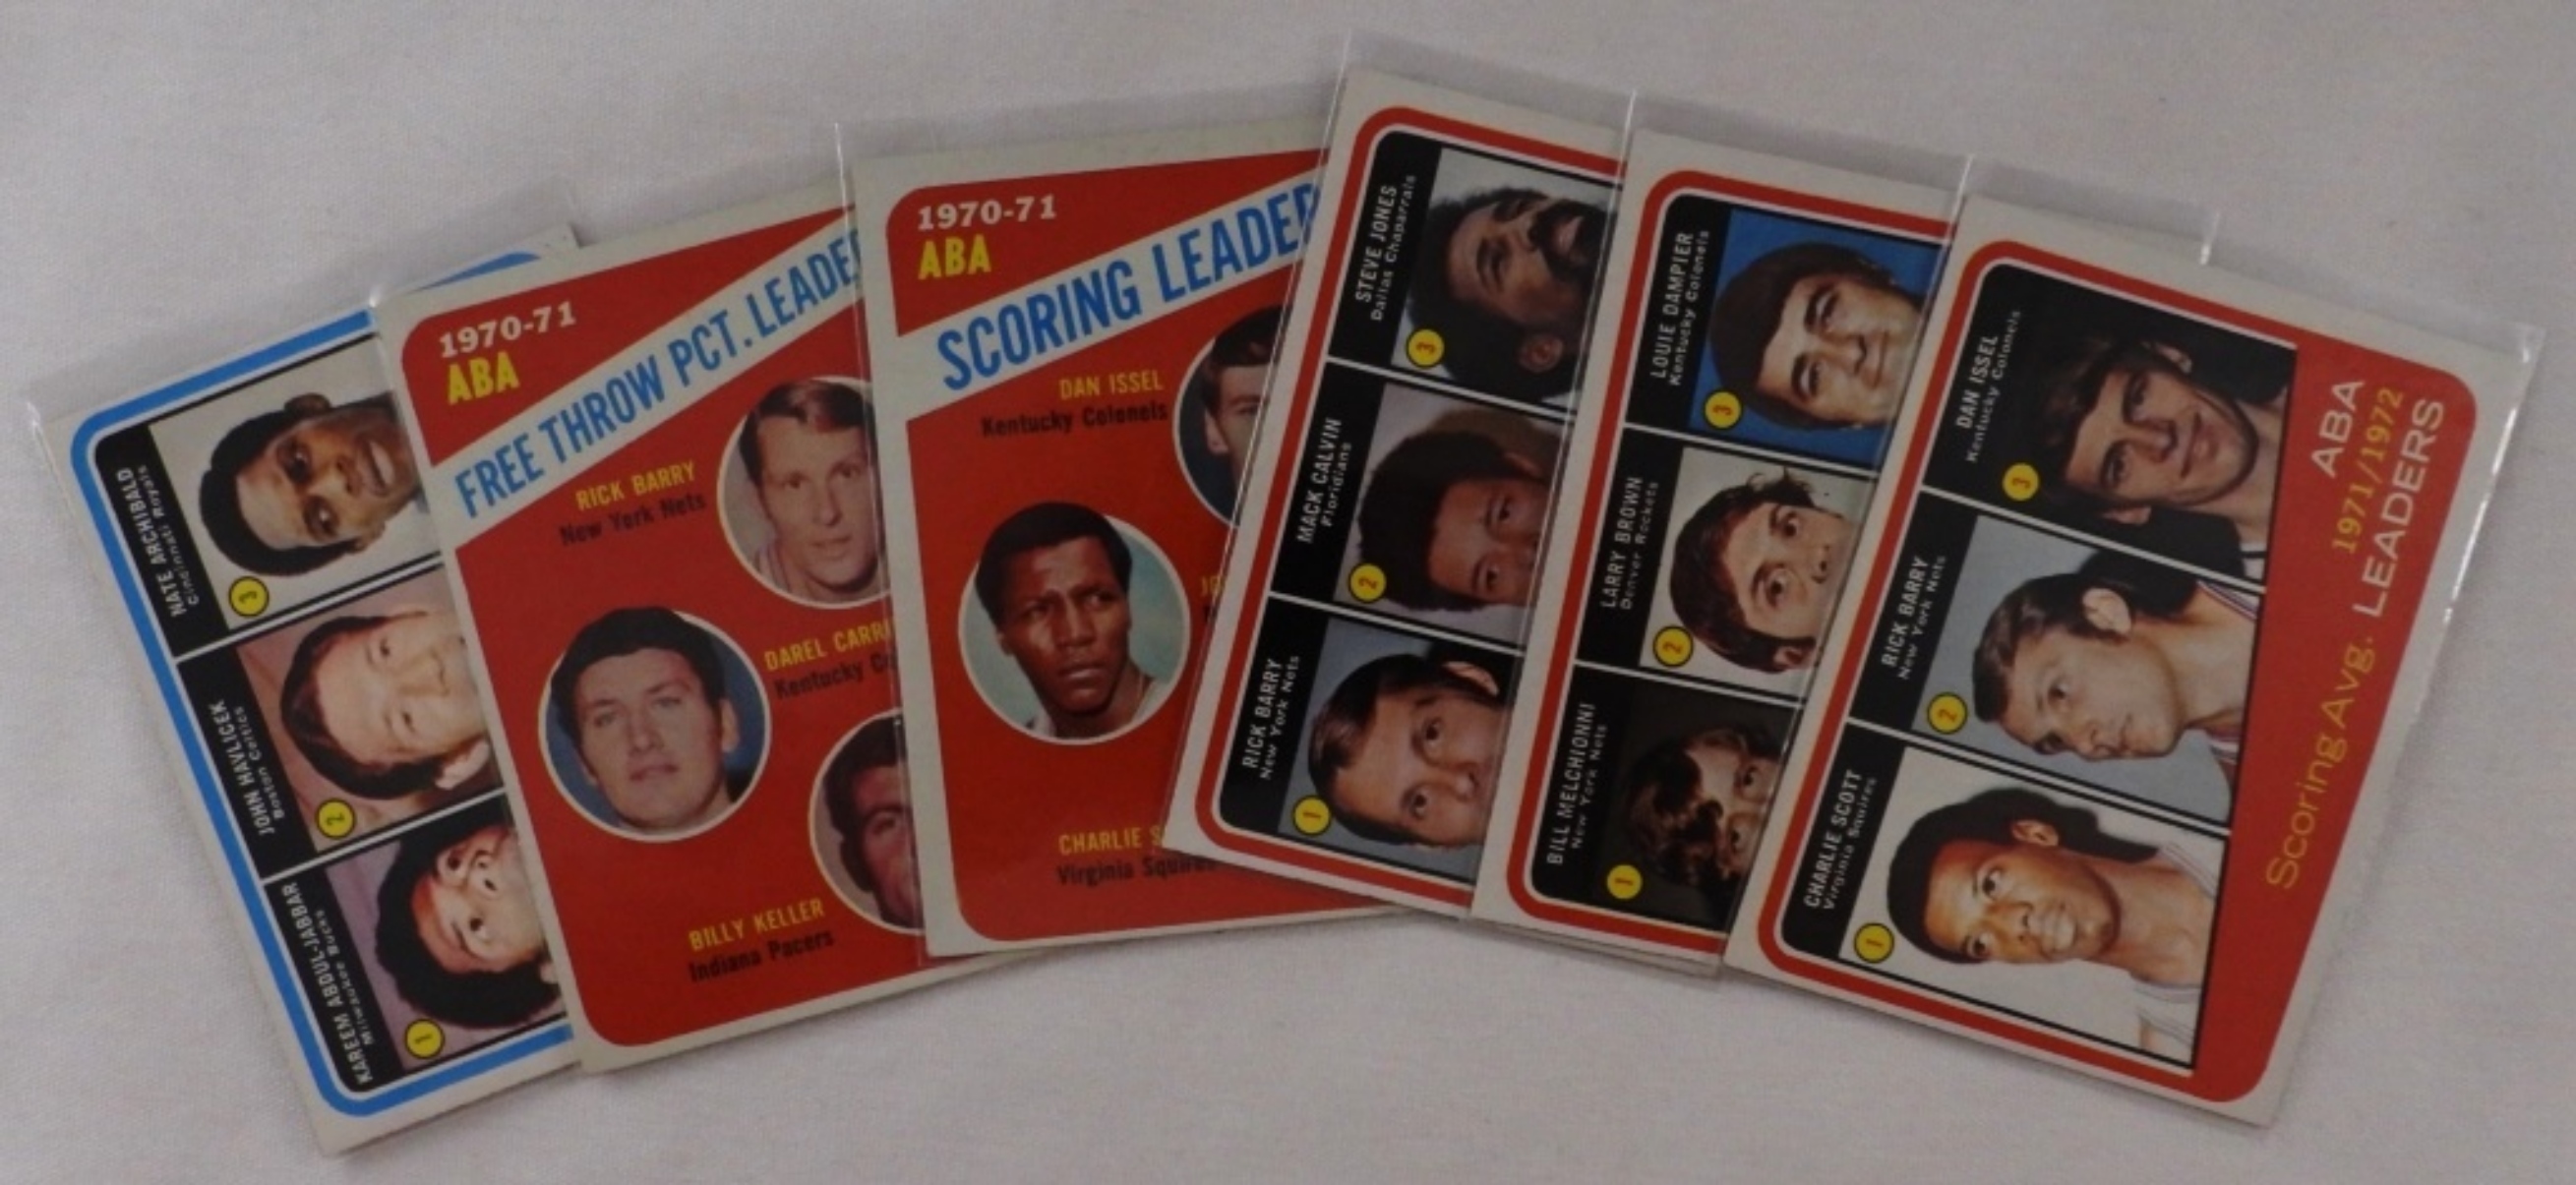 NATE ARCHIBALD
Cincinnati Royals
3
JOHN HAVLICEK
Boston Celtics
2
KAREEM ABDUL-JABBAR
Milwaukee Bucks
1
1970-71
ABA
FREE THROW PCT. LEADE
RICK BARRY
New York Nets
DAREL CARR
Kentucky Co
BILLY KELLER
Indiana Pacers
1970-71
ABA
SCORING LEADER
DAN ISSEL
Kentucky Colonels
JO
CHARLIE S
Virginia Squires
STEVE JONES
Dallas Chaparrals
3
MACK CALVIN
Floridians
2
RICK BARRY
New York Nets
1
LOUIE DAMPIER
Kentucky Colonels
3
LARRY BROWN
Denver Rockets
2
BILL MELCHIONNI
New York Nets
1
DAN ISSEL
Kentucky Colonels
3
RICK BARRY
New York Nets
2
CHARLIE SCOTT
Virginia Squires
1
ABA
1971/1972
Scoring Avg. LEADERS